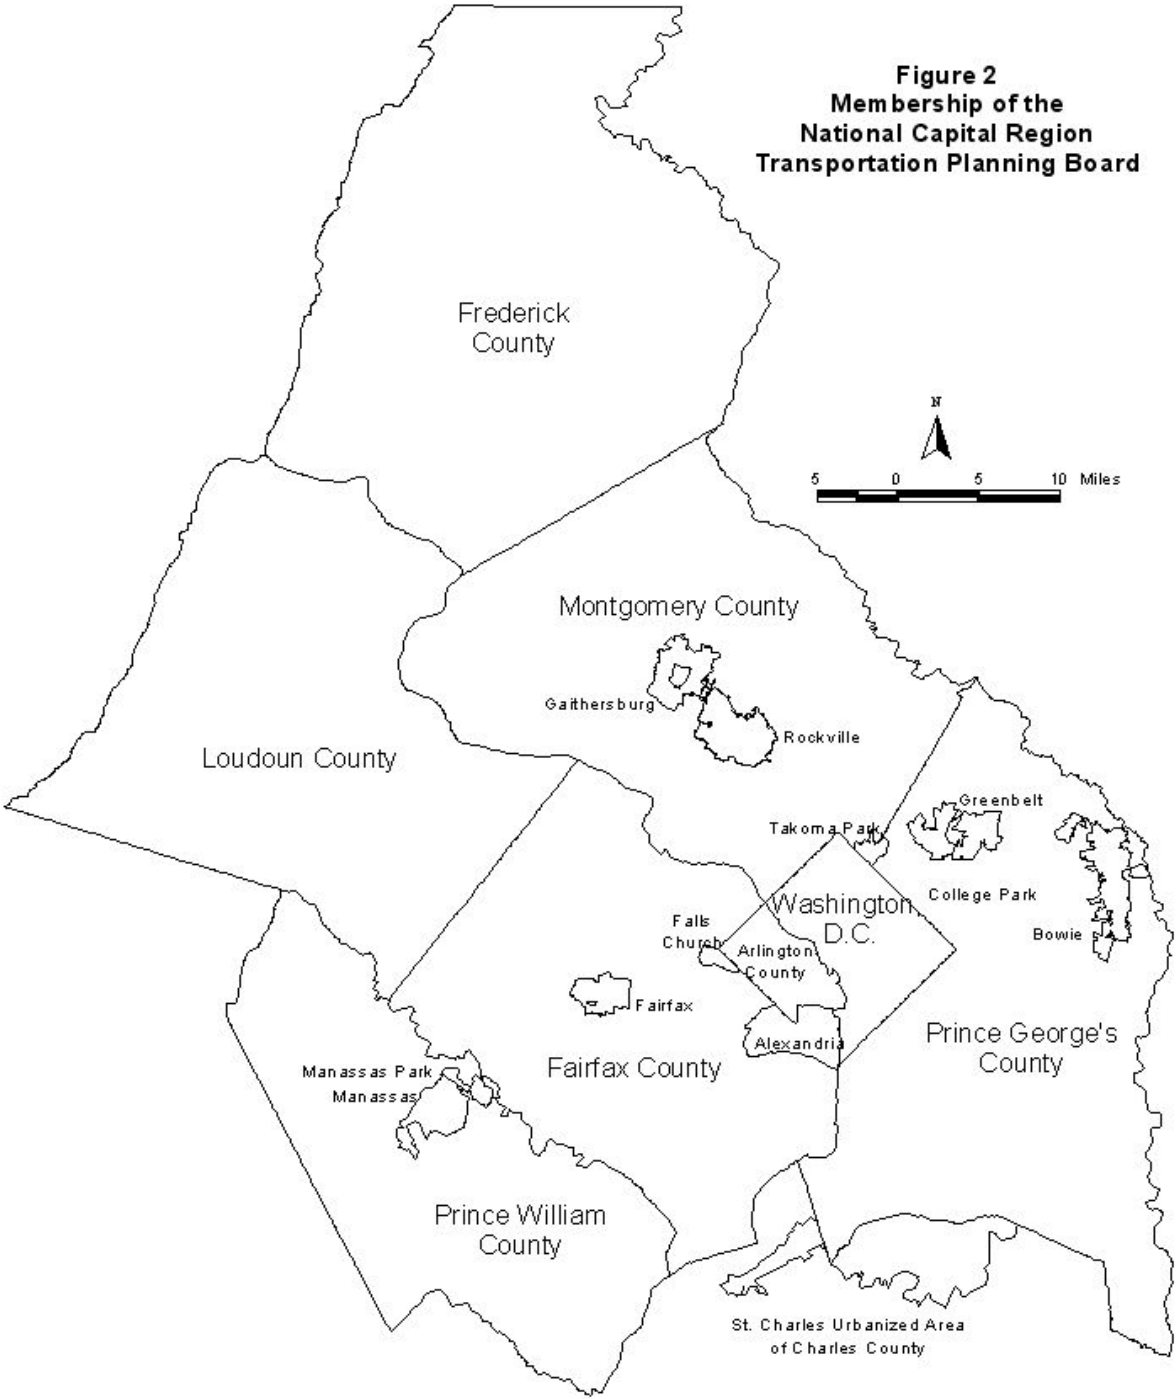 Figure 2
Membership of the
National Capital Region
Transportation Planning Board
Frederick
County
N
5 0 5 10 Miles
Montgomery County
Gaithersburg
Rockville
Loudoun County
Greenbelt
Takoma Park
College Park
Washington
D.C.
Falls
Church
Arlington
County
Bowie
Fairfax
Prince George's
County
Alexandria
Fairfax County
Manassas Park
Manassas
Prince William
County
St. Charles Urbanized Area
of Charles County